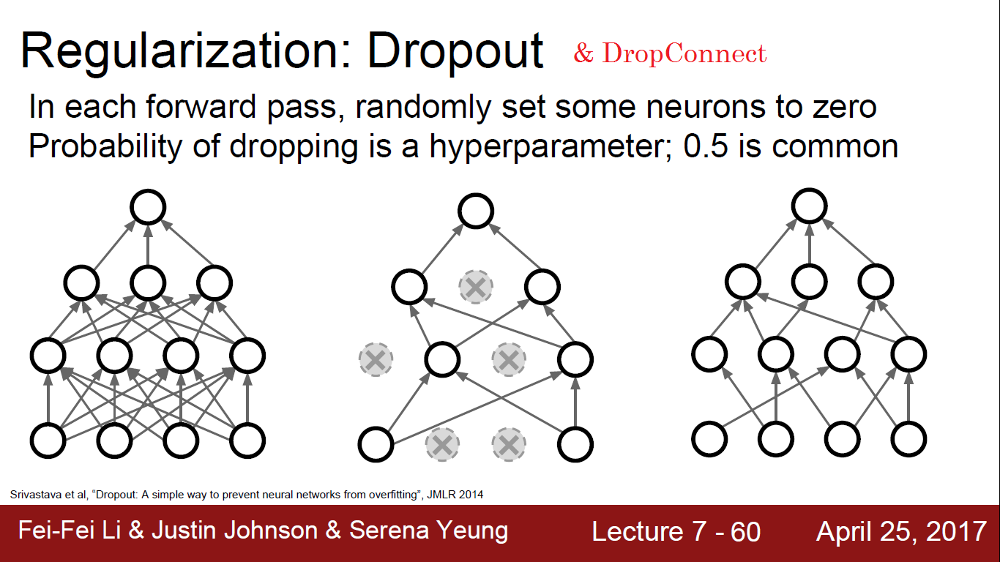 Regularization: Dropout & DropConnect
In each forward pass, randomly set some neurons to zero
Probability of dropping is a hyperparameter; 0.5 is common
Srivastava et al, “Dropout: A simple way to prevent neural networks from overfitting”, JMLR 2014
Fei-Fei Li & Justin Johnson & Serena Yeung Lecture 7 - 60 April 25, 2017